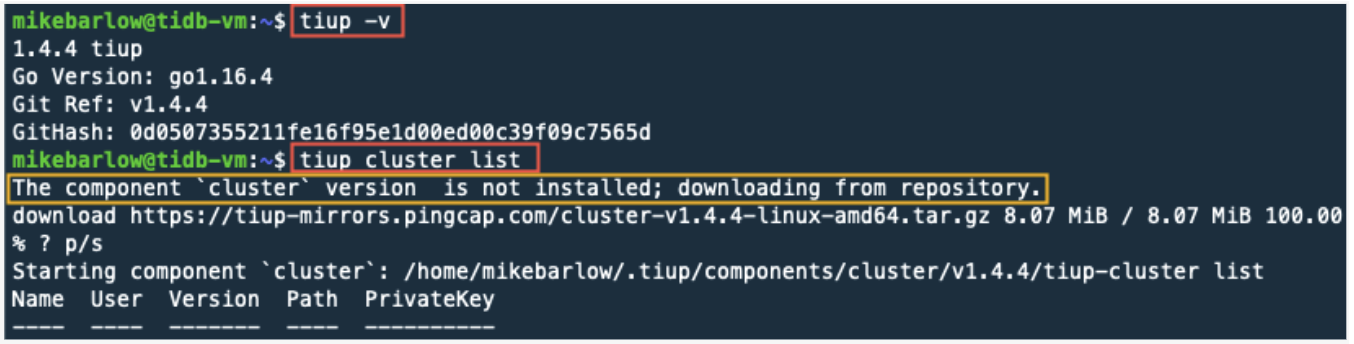 mikebarlow@tidb-vm:~$ tiup -v
1.4.4 tiup
Go Version: go1.16.4
Git Ref: v1.4.4
GitHash: 0d0507355211fe16f95e1d00ed00c39f09c7565d
mikebarlow@tidb-vm:~$ tiup cluster list
The component `cluster` version  is not installed; downloading from repository.
download https://tiup-mirrors.pingcap.com/cluster-v1.4.4-linux-amd64.tar.gz 8.07 MiB / 8.07 MiB 100.00
% ? p/s
Starting component `cluster`: /home/mikebarlow/.tiup/components/cluster/v1.4.4/tiup-cluster list
Name  User  Version  Path  PrivateKey
----  ----  -------  ----  ----------